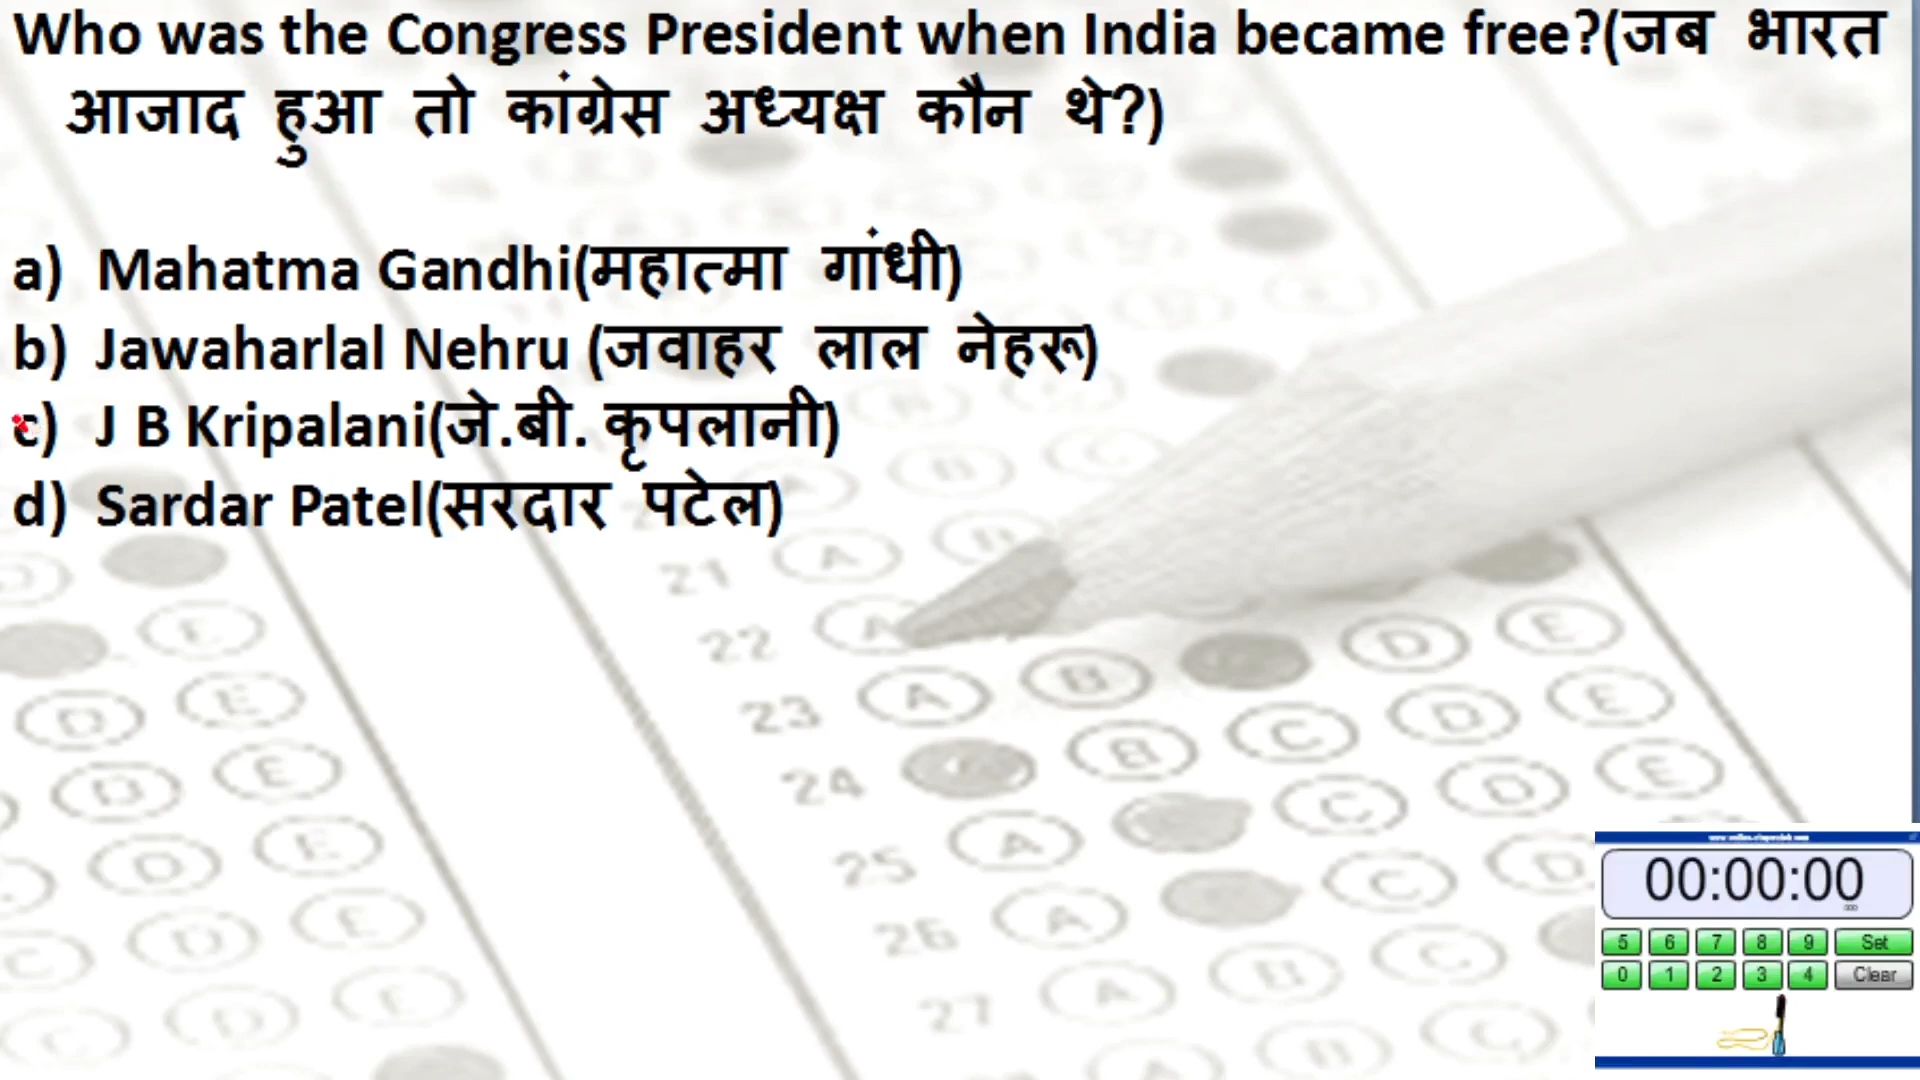 Who was the Congress President when India became free?(जब भारत
आजाद हुआ तो कांग्रेस अध्यक्ष कौन थे?)
a) Mahatma Gandhi(महात्मा गांधी)
b) Jawaharlal Nehru (जवाहर लाल नेहरू)
c) J B Kripalani(जे.बी. कृपलानी)
d) Sardar Patel(सरदार पटेल)
21 A
22 A
23 A B D E
24 B C D E
25 A C D E
26 A C D
27 A B C
00:00:00
000
5 6 7 8 9 Set
0 1 2 3 4 Clear